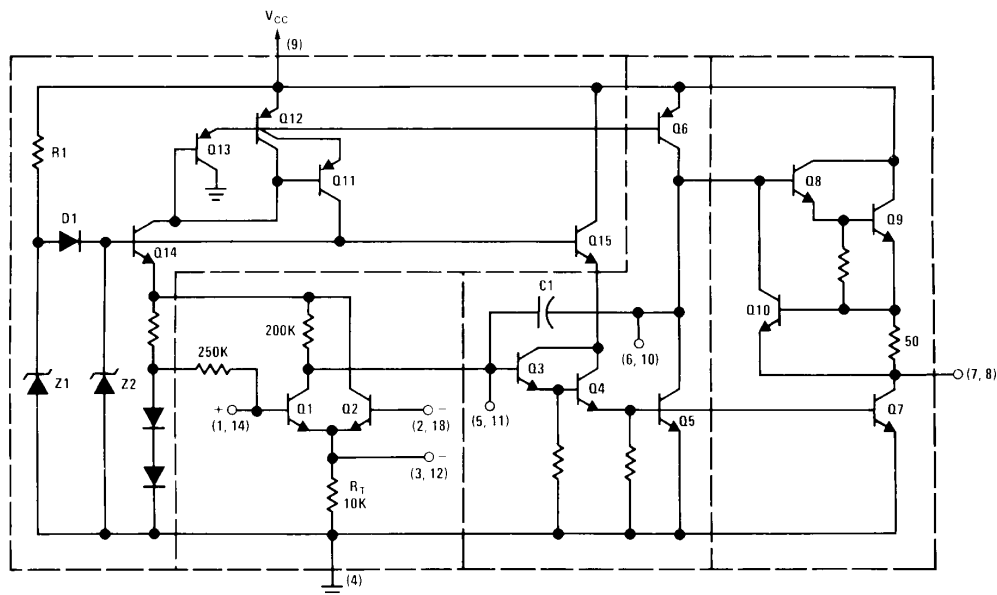 VCC
(9)
Q12
Q6
Q13
R1
Q11
Q8
D1
Q9
Q14
Q15
C1
200K
Q10
50
250K
(6, 10)
Z1
Z2
Q3
(7, 8)
Q4
+
Q1
Q2
−
Q5
Q7
(1, 14)
(2, 18)
(5, 11)
−
(3, 12)
RT
10K
(4)